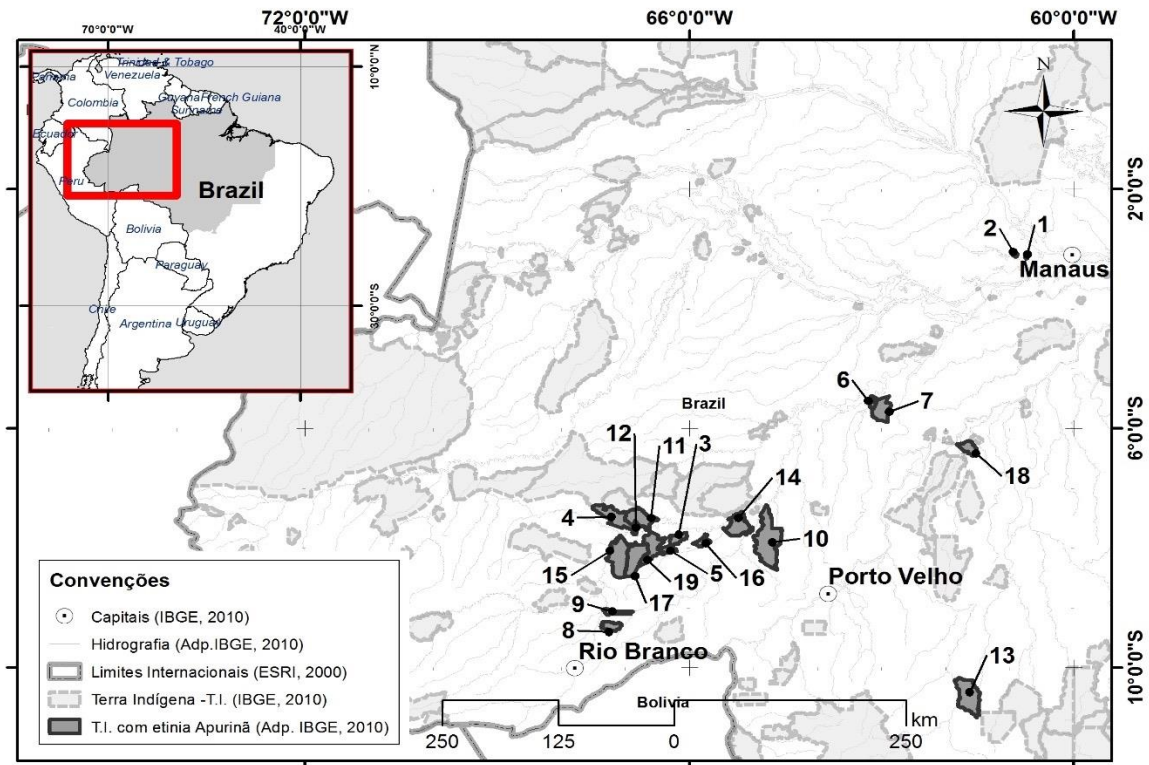 72°0'0"W 66°0'0"W 60°0'0"W
70°0'0"W 40°0'0"W
10°0'0"N
Panama
Trinidad & Tobago
Venezuela
Guyana
French Guiana
Suriname
Colombia
Ecuador
Peru
Brazil
Bolivia
Paraguay
Chile
Argentina
Uruguay
30°0'0"S
N
2°0'0"S
2 1
Manaus
6 7
Brazil
6°0'0"S
18
12 11 3
14
4
10
15 19 5 16
17
Porto Velho
9
8
Rio Branco
13
10°0'0"S
Bolivia
km
250 125 0 250
Convenções
Capitais (IBGE, 2010)
Hidrografia (Adp.IBGE, 2010)
Limites Internacionais (ESRI, 2000)
Terra Indígena -T.I. (IBGE, 2010)
T.I. com etinia Apurinã (Adp. IBGE, 2010)